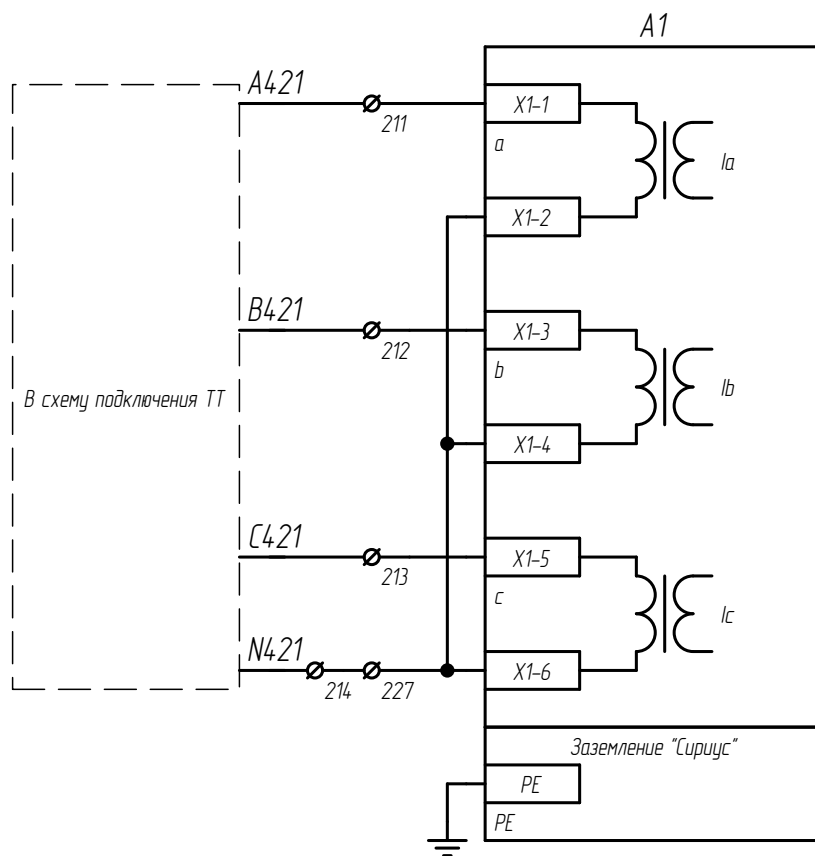 A1
A421
211
X1-1
a
Ia
X1-2
B421
212
X1-3
b
Ib
В схему подключения ТТ
X1-4
C421
213
X1-5
c
Ic
N421
214
227
X1-6
Заземление "Сириус"
PE
PE